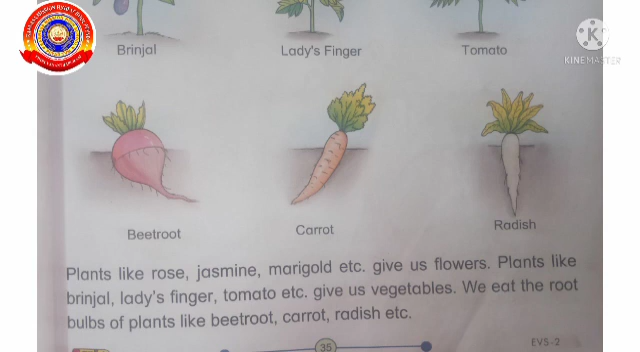 KINEMASTER
Brinjal
Lady's Finger
Tomato
Beetroot
Carrot
Radish
Plants like rose, jasmine, marigold etc. give us flowers. Plants like
brinjal, lady's finger, tomato etc. give us vegetables. We eat the root
bulbs of plants like beetroot, carrot, radish etc.
35
EVS-2